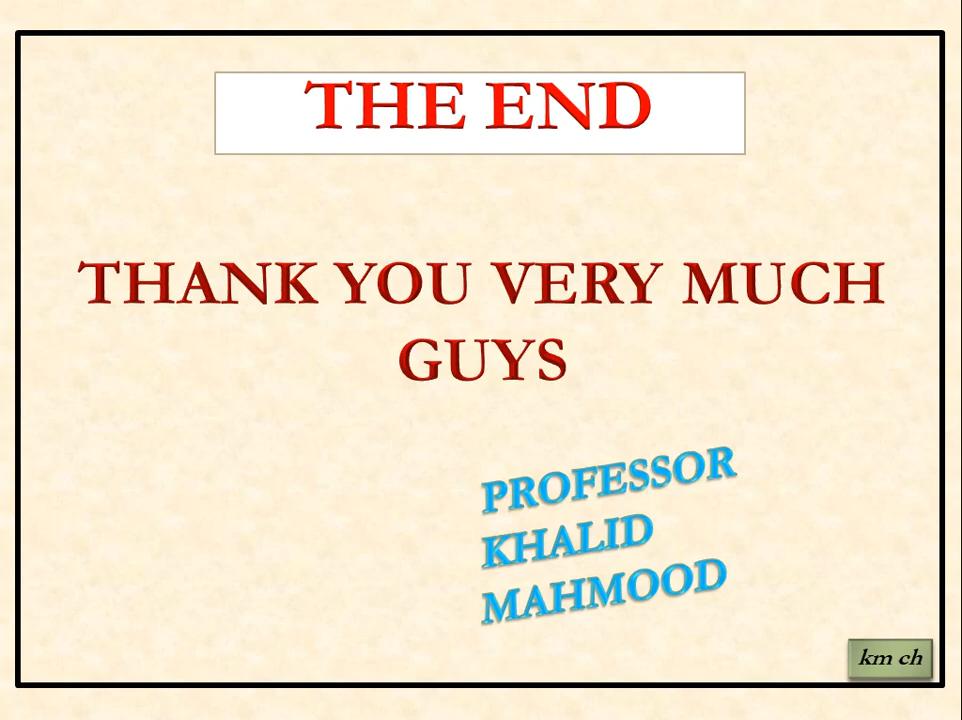 THE END
THANK YOU VERY MUCH
GUYS
PROFESSOR
KHALID
MAHMOOD
km ch